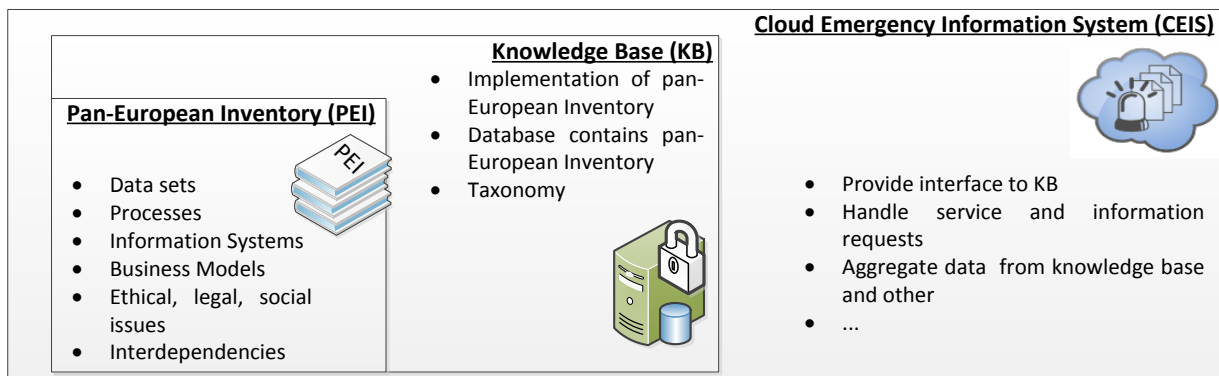 Cloud Emergency Information System (CEIS)
Knowledge Base (KB)
• Implementation of pan-
European Inventory
• Database contains pan-
European Inventory
• Taxonomy
Pan-European Inventory (PEI)
PEI
• Data sets
• Processes
• Information Systems
• Business Models
• Ethical, legal, social
issues
• Interdependencies
• Provide interface to KB
• Handle service and information
requests
• Aggregate data from knowledge base
and other
• ...